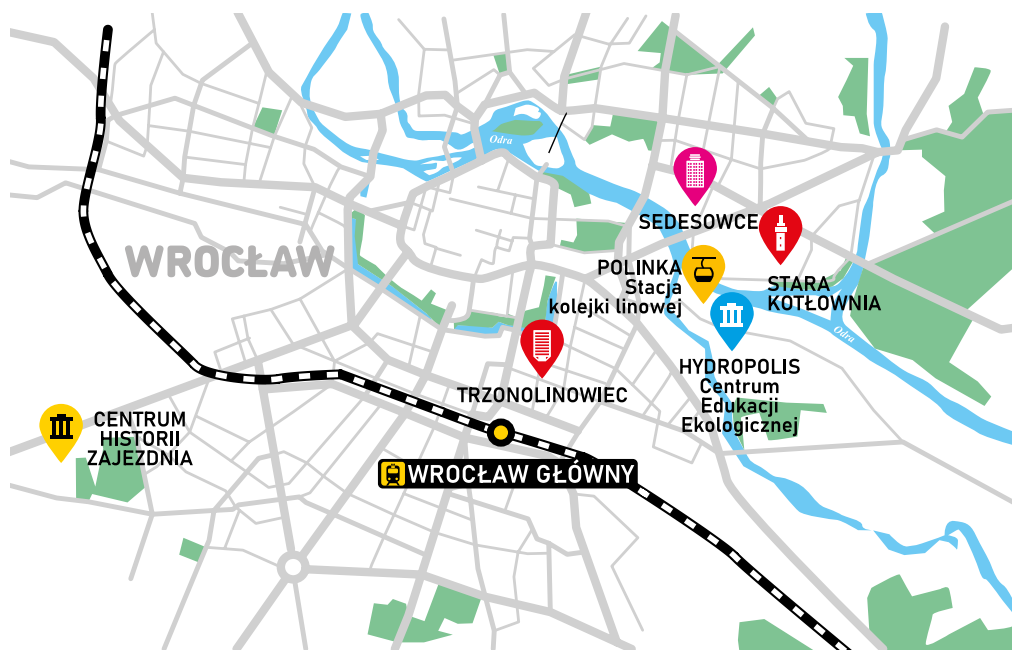 Odra
SEDESOWCE
WROCŁAW
POLINKA
Stacja
kolejki linowej
STARA
KOTŁOWNIA
Odra
HYDROPOLIS
Centrum
Edukacji
Ekologicznej
TRZONOLINOWIEC
CENTRUM
HISTORII
ZAJEZDNIA
WROCŁAW GŁÓWNY